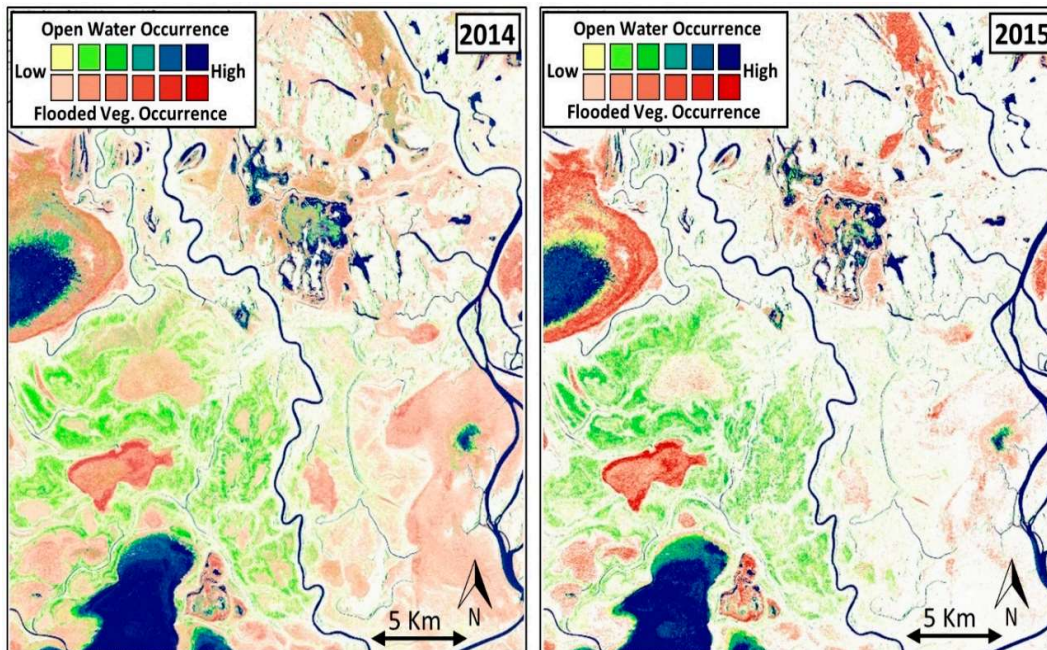 Open Water Occurrence
2014
Low
High
Flooded Veg. Occurrence
5 Km
N
Open Water Occurrence
2015
Low
High
Flooded Veg. Occurrence
5 Km
N